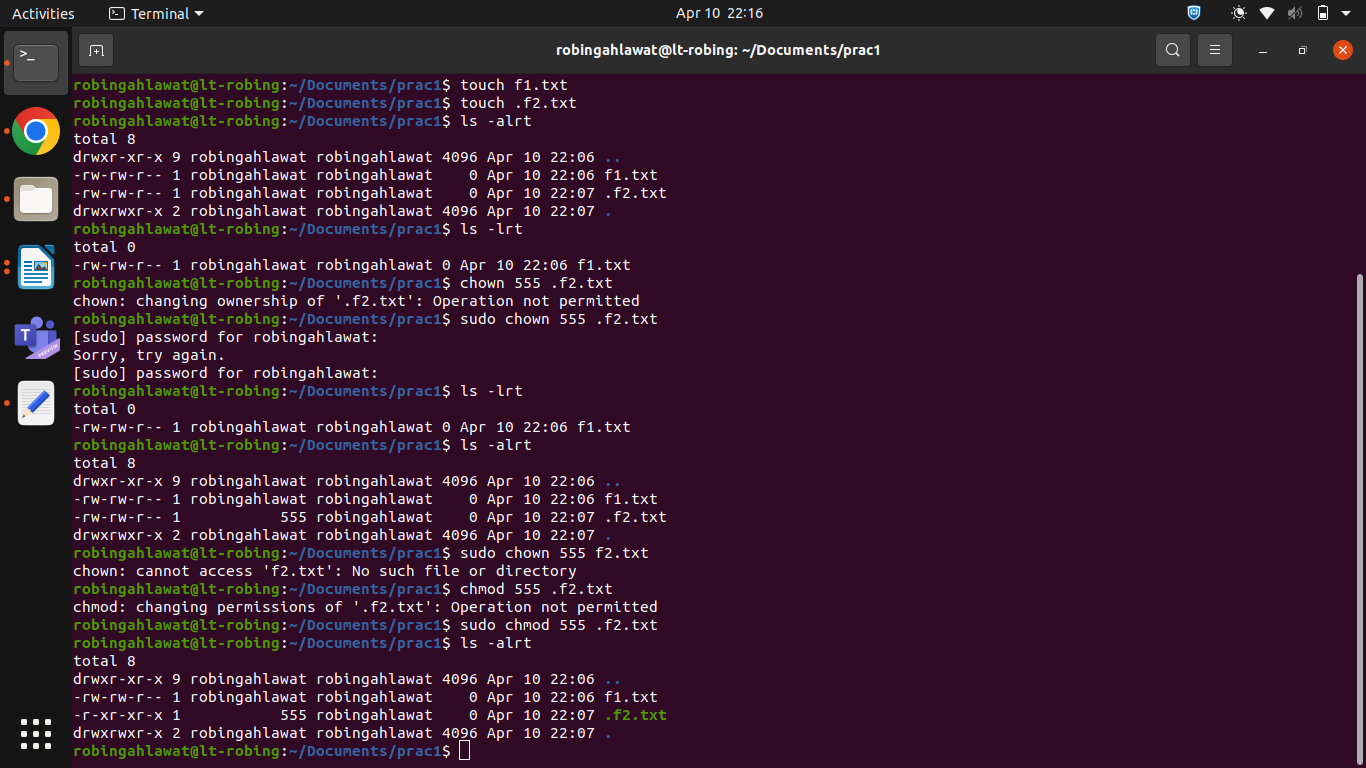 Activities Terminal Apr 10 22:16
robingahlawat@lt-robing: ~/Documents/prac1
robingahlawat@lt-robing:~/Documents/prac1$ touch f1.txt
robingahlawat@lt-robing:~/Documents/prac1$ touch .f2.txt
robingahlawat@lt-robing:~/Documents/prac1$ ls -alrt
total 8
drwxr-xr-x 9 robingahlawat robingahlawat 4096 Apr 10 22:06 ..
-rw-rw-r-- 1 robingahlawat robingahlawat    0 Apr 10 22:06 f1.txt
-rw-rw-r-- 1 robingahlawat robingahlawat    0 Apr 10 22:07 .f2.txt
drwxrwxr-x 2 robingahlawat robingahlawat 4096 Apr 10 22:07 .
robingahlawat@lt-robing:~/Documents/prac1$ ls -lrt
total 0
-rw-rw-r-- 1 robingahlawat robingahlawat 0 Apr 10 22:06 f1.txt
robingahlawat@lt-robing:~/Documents/prac1$ chown 555 .f2.txt
chown: changing ownership of '.f2.txt': Operation not permitted
robingahlawat@lt-robing:~/Documents/prac1$ sudo chown 555 .f2.txt
[sudo] password for robingahlawat:
Sorry, try again.
[sudo] password for robingahlawat:
robingahlawat@lt-robing:~/Documents/prac1$ ls -lrt
total 0
-rw-rw-r-- 1 robingahlawat robingahlawat 0 Apr 10 22:06 f1.txt
robingahlawat@lt-robing:~/Documents/prac1$ ls -alrt
total 8
drwxr-xr-x 9 robingahlawat robingahlawat 4096 Apr 10 22:06 ..
-rw-rw-r-- 1 robingahlawat robingahlawat    0 Apr 10 22:06 f1.txt
-rw-rw-r-- 1           555 robingahlawat    0 Apr 10 22:07 .f2.txt
drwxrwxr-x 2 robingahlawat robingahlawat 4096 Apr 10 22:07 .
robingahlawat@lt-robing:~/Documents/prac1$ sudo chown 555 f2.txt
chown: cannot access 'f2.txt': No such file or directory
robingahlawat@lt-robing:~/Documents/prac1$ chmod 555 .f2.txt
chmod: changing permissions of '.f2.txt': Operation not permitted
robingahlawat@lt-robing:~/Documents/prac1$ sudo chmod 555 .f2.txt
robingahlawat@lt-robing:~/Documents/prac1$ ls -alrt
total 8
drwxr-xr-x 9 robingahlawat robingahlawat 4096 Apr 10 22:06 ..
-rw-rw-r-- 1 robingahlawat robingahlawat    0 Apr 10 22:06 f1.txt
-r-xr-xr-x 1           555 robingahlawat    0 Apr 10 22:07 .f2.txt
drwxrwxr-x 2 robingahlawat robingahlawat 4096 Apr 10 22:07 .
robingahlawat@lt-robing:~/Documents/prac1$